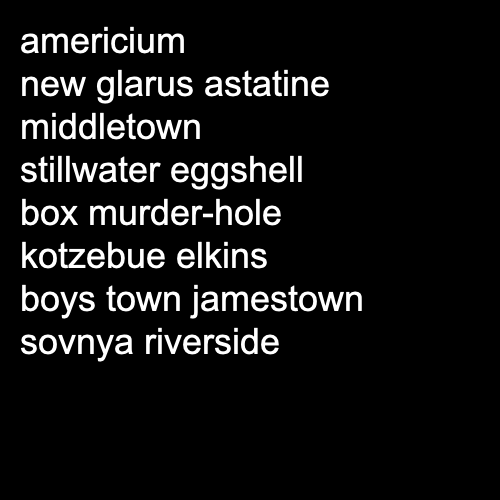 americium
new glarus astatine
middletown
stillwater eggshell
box murder-hole
kotzebue elkins
boys town jamestown
sovnya riverside